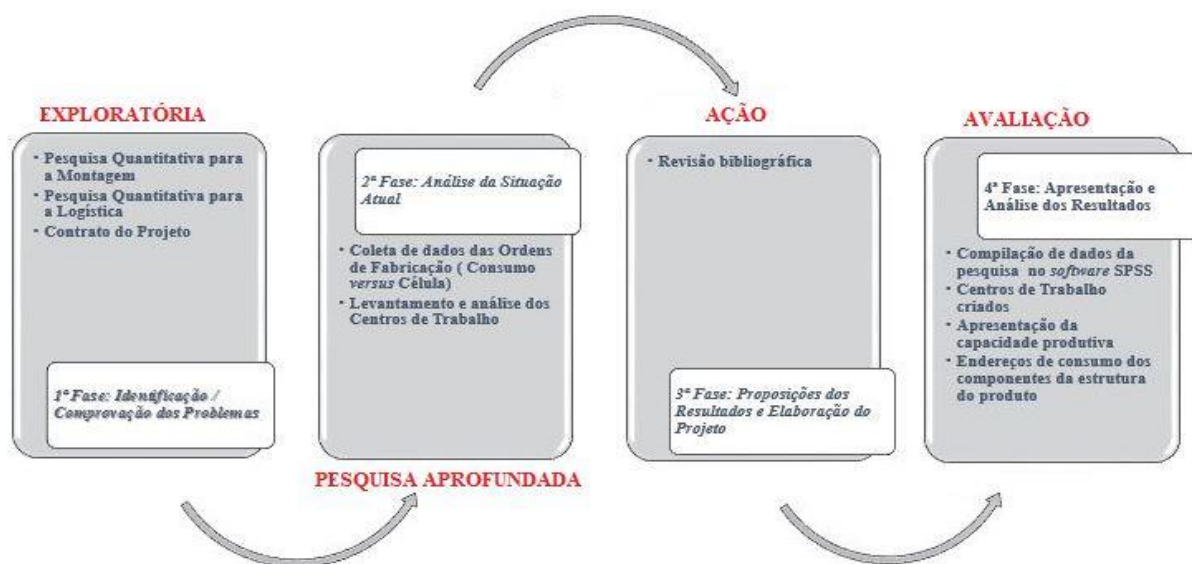 EXPLORATÓRIA
• Pesquisa Quantitativa para
a Montagem
• Pesquisa Quantitativa para
a Logística
• Contrato do Projeto
1ª Fase: Identificação /
Comprovação dos Problemas
2ª Fase: Análise da Situação
Atual
• Coleta de dados das Ordens
de Fabricação ( Consumo
versus Célula)
• Levantamento e análise dos
Centros de Trabalho
PESQUISA APROFUNDADA
AÇÃO
• Revisão bibliográfica
3ª Fase: Proposições dos
Resultados e Elaboração do
Projeto
AVALIAÇÃO
4ª Fase: Apresentação e
Análise dos Resultados
• Compilação de dados da
pesquisa no software SPSS
• Centros de Trabalho
criados
• Apresentação da
capacidade produtiva
• Endereços de consumo dos
componentes da estrutura
do produto